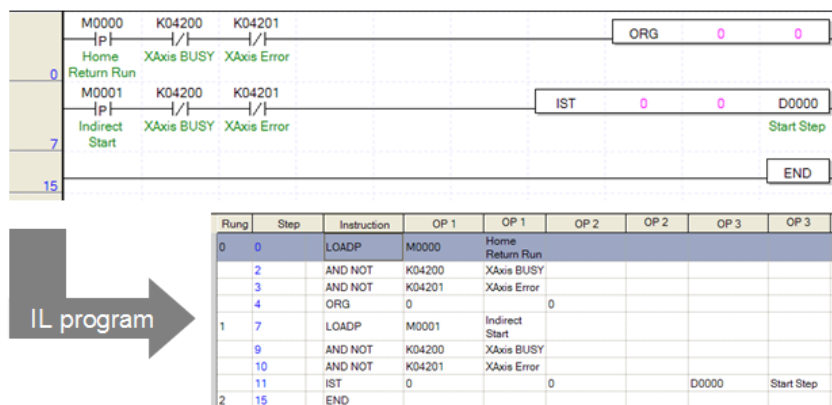 M0000 K04200 K04201
P
ORG 0 0
Home XAxis BUSY XAxis Error
0 Return Run
M0001 K04200 K04201
P
IST 0 0 D0000
Indirect XAxis BUSY XAxis Error Start Step
7 Start
END
15
IL program
Rung Step Instruction OP 1 OP 1 OP 2 OP 2 OP 3 OP 3
0 0 LOADP M0000 Home Return Run
2 AND NOT K04200 XAxis BUSY
3 AND NOT K04201 XAxis Error
4 ORG 0 0
1 7 LOADP M0001 Indirect Start
9 AND NOT K04200 XAxis BUSY
10 AND NOT K04201 XAxis Error
11 IST 0 0 D0000 Start Step
2 15 END